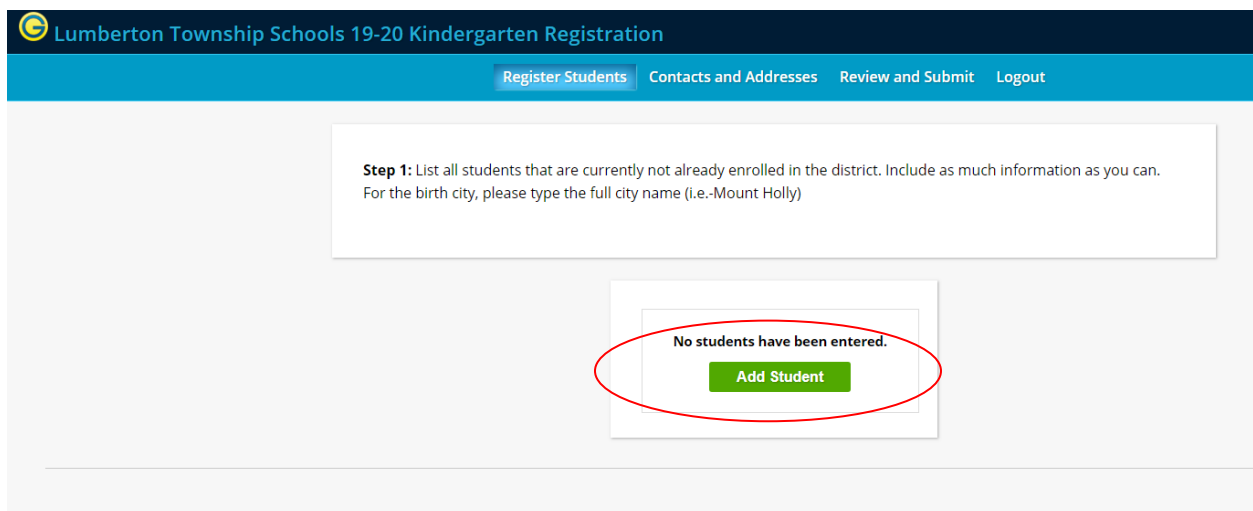 G Lumberton Township Schools 19-20 Kindergarten Registration
Register Students Contacts and Addresses Review and Submit Logout
Step 1: List all students that are currently not already enrolled in the district. Include as much information as you can.
For the birth city, please type the full city name (i.e.-Mount Holly)
No students have been entered.
Add Student